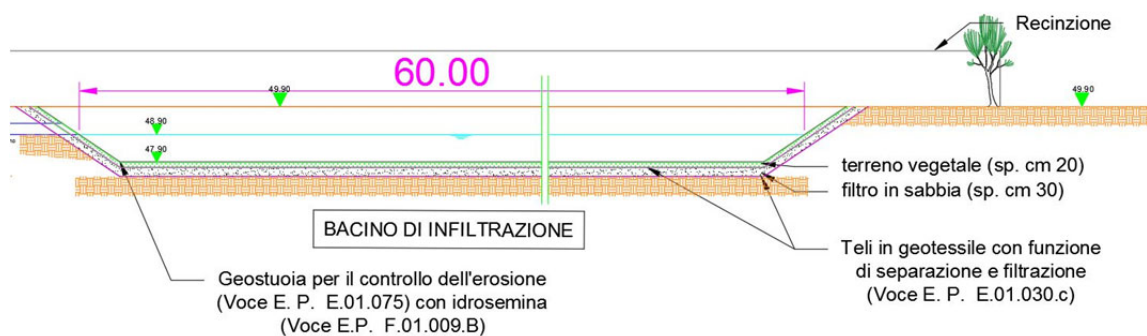 Recinzione
60.00
49.90
49.90
48.90
47.90
terreno vegetale (sp. cm 20)
filtro in sabbia (sp. cm 30)
BACINO DI INFILTRAZIONE
Teli in geotessile con funzione
di separazione e filtrazione
(Voce E. P. E.01.030.c)
Geostuoia per il controllo dell'erosione
(Voce E. P. E.01.075) con idrosemina
(Voce E.P. F.01.009.B)